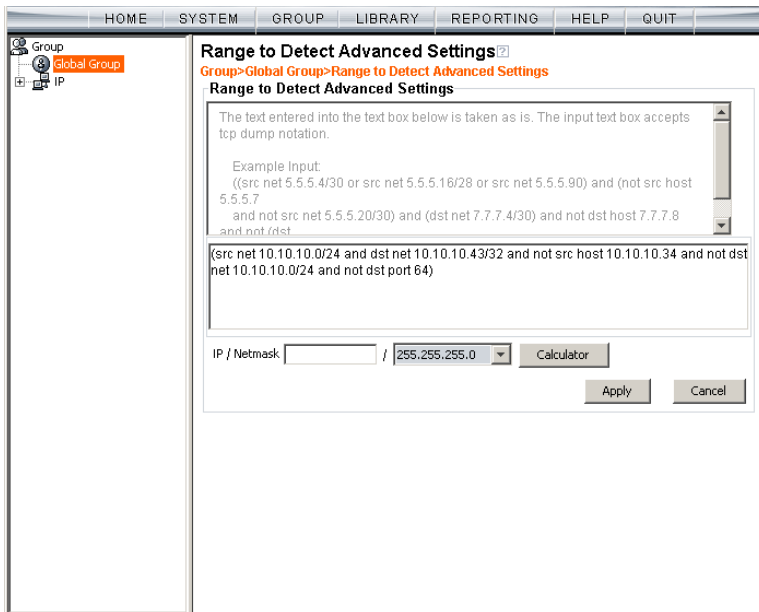 HOME SYSTEM GROUP LIBRARY REPORTING HELP QUIT
Group
Global Group
IP
Range to Detect Advanced Settings?
Group>Global Group>Range to Detect Advanced Settings
Range to Detect Advanced Settings
The text entered into the text box below is taken as is. The input text box accepts
tcp dump notation.
Example Input:
((src net 5.5.5.4/30 or src net 5.5.5.16/28 or src net 5.5.5.90) and (not src host
5.5.5.7
and not src net 5.5.5.20/30) and (dst net 7.7.7.4/30) and not dst host 7.7.7.8
and not (dst
(src net 10.10.10.0/24 and dst net 10.10.10.43/32 and not src host 10.10.10.34 and not dst
net 10.10.10.0/24 and not dst port 64)
IP / Netmask / 255.255.255.0 Calculator
Apply Cancel